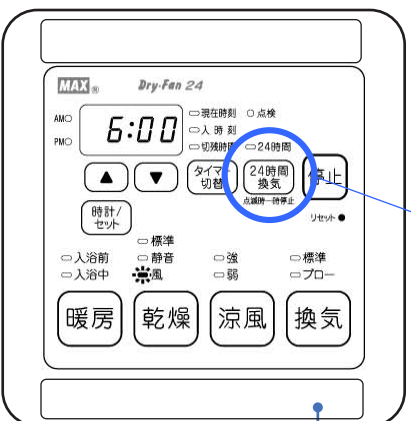 MAX® Dry-Fan 24
AM
PM
6:00
現在時刻
点検
入時刻
切残時間
24時間
▲
▼
タイマー
切替
24時間
換気
点滅時一時停止
停止
リセット
時計/
セット
入浴前
入浴中
標準
静音
風
強
弱
標準
ブロー
暖房
乾燥
涼風
換気